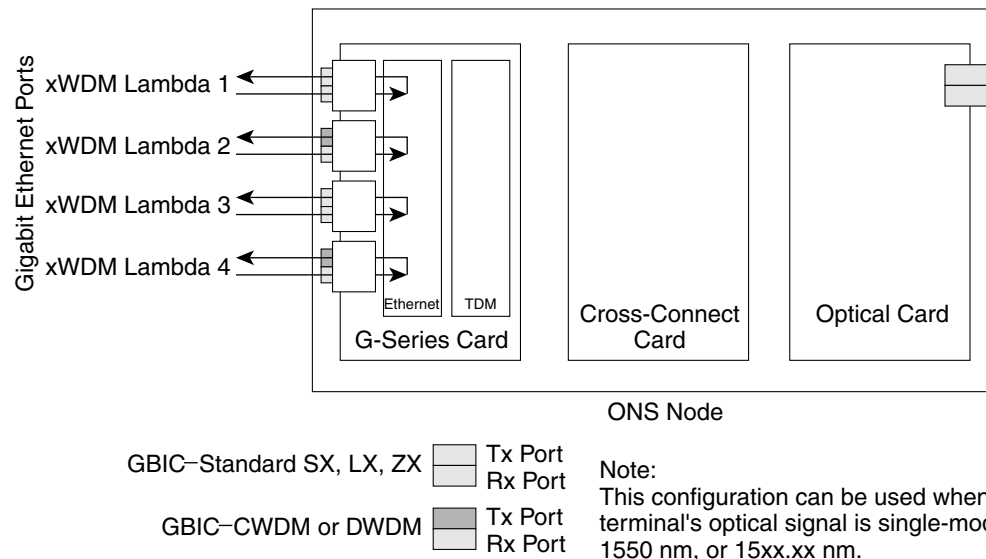 Gigabit Ethernet Ports
xWDM Lambda 1
xWDM Lambda 2
xWDM Lambda 3
xWDM Lambda 4
Ethernet
TDM
G-Series Card
Cross-Connect
Card
Optical Card
ONS Node
GBIC–Standard SX, LX, ZX
Tx Port
Rx Port
GBIC–CWDM or DWDM
Tx Port
Rx Port
Note:
This configuration can be used when
terminal's optical signal is
1550 nm, or 15xx.xx nm.